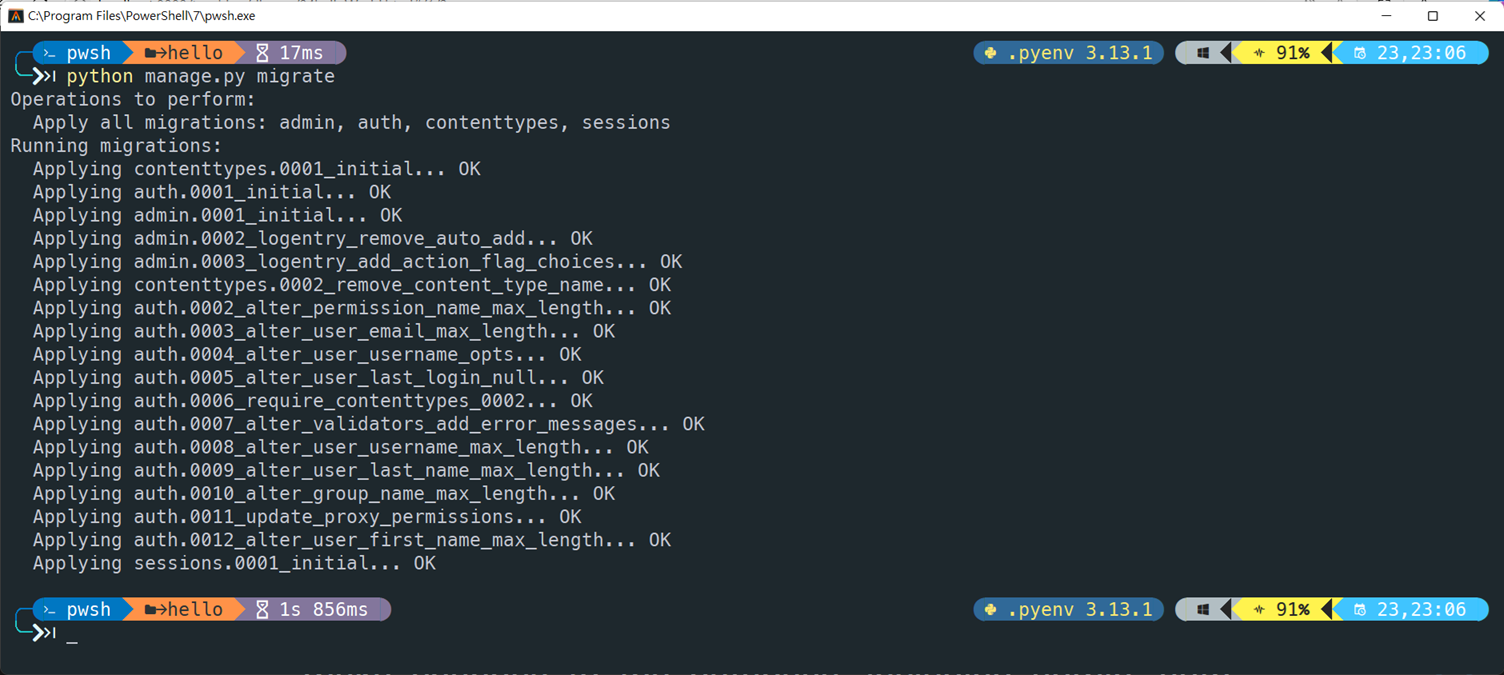 C:\Program Files\PowerShell\7\pwsh.exe
pwsh hello 17ms .pyenv 3.13.1 91% 23,23:06
python manage.py migrate
Operations to perform:
  Apply all migrations: admin, auth, contenttypes, sessions
Running migrations:
  Applying contenttypes.0001_initial... OK
  Applying auth.0001_initial... OK
  Applying admin.0001_initial... OK
  Applying admin.0002_logentry_remove_auto_add... OK
  Applying admin.0003_logentry_add_action_flag_choices... OK
  Applying contenttypes.0002_remove_content_type_name... OK
  Applying auth.0002_alter_permission_name_max_length... OK
  Applying auth.0003_alter_user_email_max_length... OK
  Applying auth.0004_alter_user_username_opts... OK
  Applying auth.0005_alter_user_last_login_null... OK
  Applying auth.0006_require_contenttypes_0002... OK
  Applying auth.0007_alter_validators_add_error_messages... OK
  Applying auth.0008_alter_user_username_max_length... OK
  Applying auth.0009_alter_user_last_name_max_length... OK
  Applying auth.0010_alter_group_name_max_length... OK
  Applying auth.0011_update_proxy_permissions... OK
  Applying auth.0012_alter_user_first_name_max_length... OK
  Applying sessions.0001_initial... OK
pwsh hello 1s 856ms .pyenv 3.13.1 91% 23,23:06
_